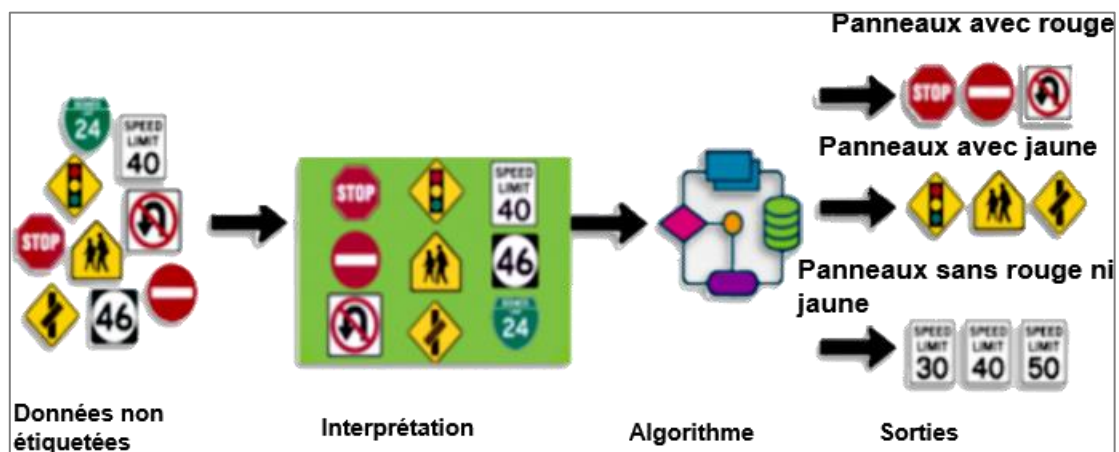 Panneaux avec rouge
STOP
Panneaux avec jaune
24
SPEED
LIMIT
40
STOP
46
STOP
SPEED
LIMIT
40
46
24
Panneaux sans rouge ni
jaune
SPEED
LIMIT
30
SPEED
LIMIT
40
SPEED
LIMIT
50
Données non
étiquetées
Interprétation
Algorithme
Sorties